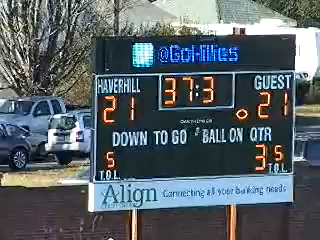 @GoHillies
HAVERHILL 37:3 GUEST
21 21
DOWN TO GO BALL ON QTR
5 3 5
T.O.L. T.O.L.
Align Connecting all your banking needs